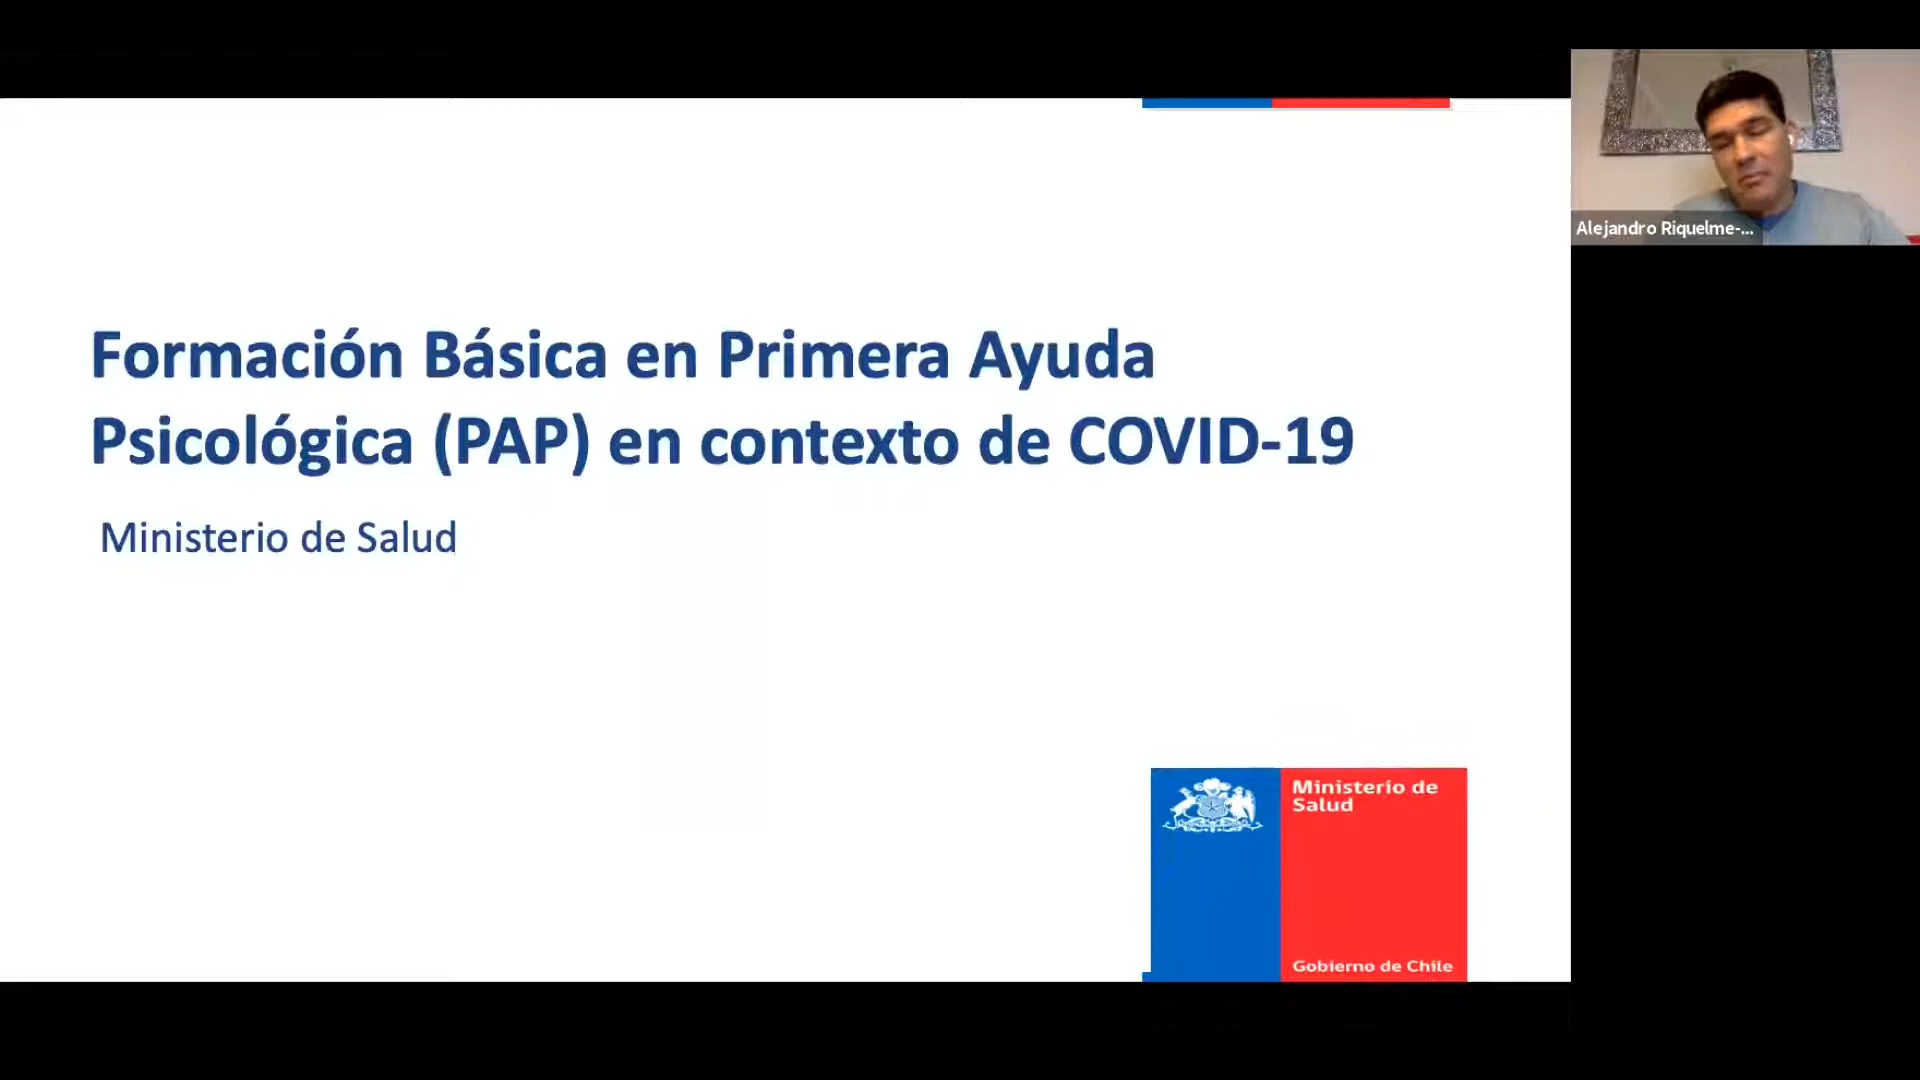 Formación Básica en Primera Ayuda
Psicológica (PAP) en contexto de COVID-19
Ministerio de Salud
Alejandro Riquelme-...
Ministerio de
Salud
Gobierno de Chile